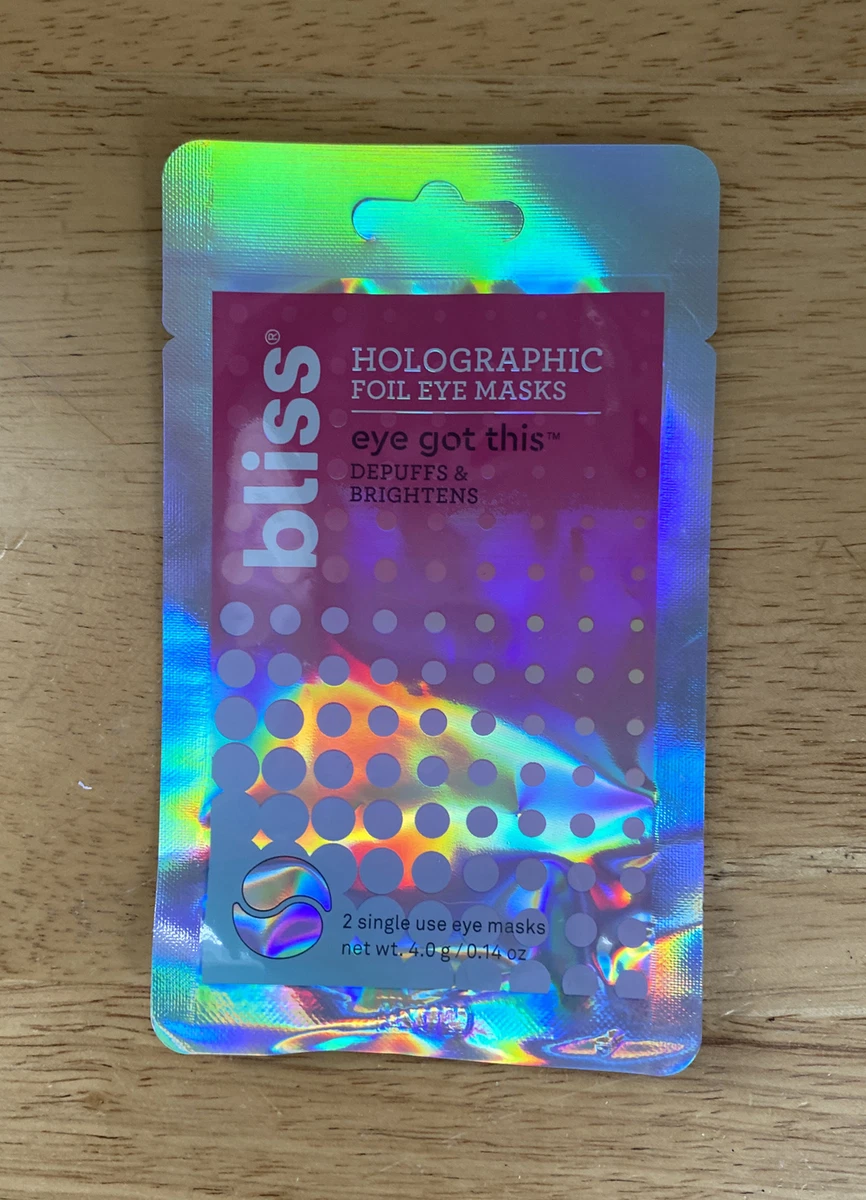 bliss®
HOLOGRAPHIC
FOIL EYE MASKS
eye got this™
DEPUFFS &
BRIGHTENS
2 single use eye masks
net wt. 4.0 g / 0.14 oz